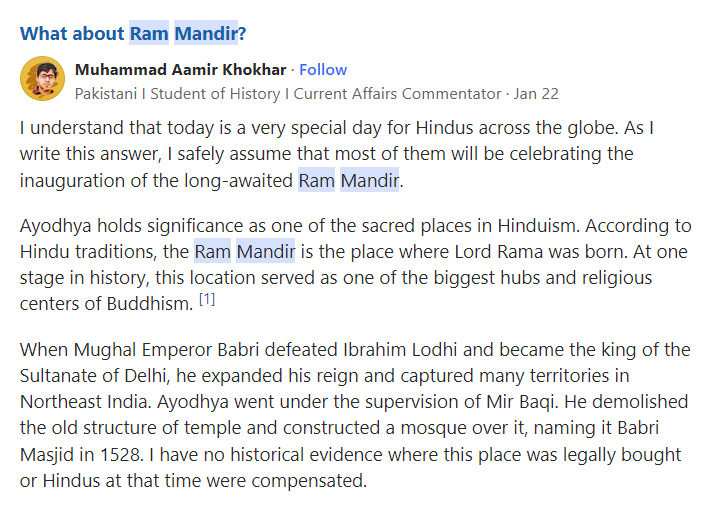 What about Ram Mandir?
Muhammad Aamir Khokhar · Follow
Pakistani I Student of History I Current Affairs Commentator · Jan 22
I understand that today is a very special day for Hindus across the globe. As I
write this answer, I safely assume that most of them will be celebrating the
inauguration of the long-awaited Ram Mandir.
Ayodhya holds significance as one of the sacred places in Hinduism. According to
Hindu traditions, the Ram Mandir is the place where Lord Rama was born. At one
stage in history, this location served as one of the biggest hubs and religious
centers of Buddhism. [1]
When Mughal Emperor Babri defeated Ibrahim Lodhi and became the king of the
Sultanate of Delhi, he expanded his reign and captured many territories in
Northeast India. Ayodhya went under the supervision of Mir Baqi. He demolished
the old structure of temple and constructed a mosque over it, naming it Babri
Masjid in 1528. I have no historical evidence where this place was legally bought
or Hindus at that time were compensated.